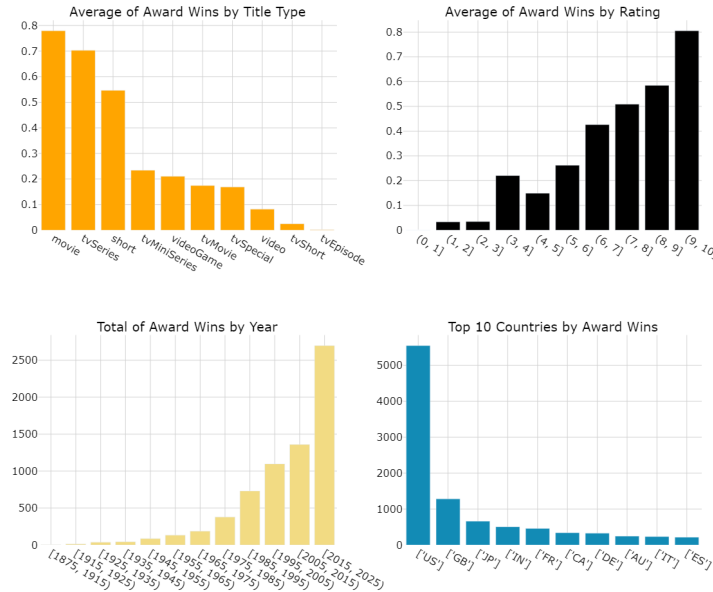 Average of Award Wins by Title Type
0.8
0.7
0.6
0.5
0.4
0.3
0.2
0.1
0
movie
tvSeries
short
tvMiniSeries
videoGame
tvMovie
tvSpecial
video
tvShort
tvEpisode
Average of Award Wins by Rating
0.8
0.7
0.6
0.5
0.4
0.3
0.2
0.1
0
(0, 1]
(1, 2]
(2, 3]
(3, 4]
(4, 5]
(5, 6]
(6, 7]
(7, 8]
(8, 9]
(9, 10
Total of Award Wins by Year
2500
2000
1500
1000
500
0
[1875, 1915)
[1915, 1925)
[1925, 1935)
[1935, 1945)
[1945, 1955)
[1955, 1965)
[1965, 1975)
[1975, 1985)
[1985, 1995)
[1995, 2005)
[2005, 2015)
[2015, 2025)
Top 10 Countries by Award Wins
5000
4000
3000
2000
1000
0
['US']
['GB']
['JP']
['IN']
['FR']
['CA']
['DE']
['AU']
['IT']
['ES']